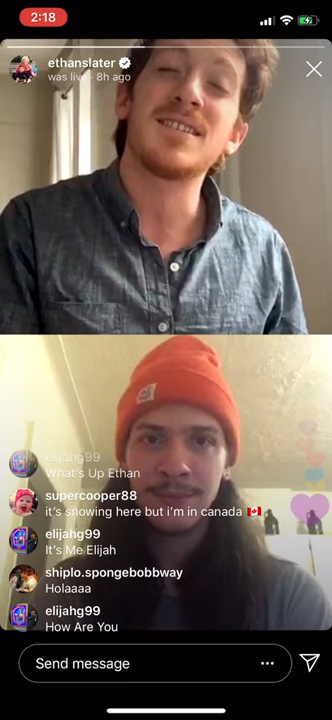 2:18
ethanslater
was live · 8h ago
elijahg99
What's Up Ethan
supercooper88
it's snowing here but i'm in canada 🇨🇦
elijahg99
It's Me Elijah
shiplo.spongebobbway
Holaaaa
elijahg99
How Are You
Send message